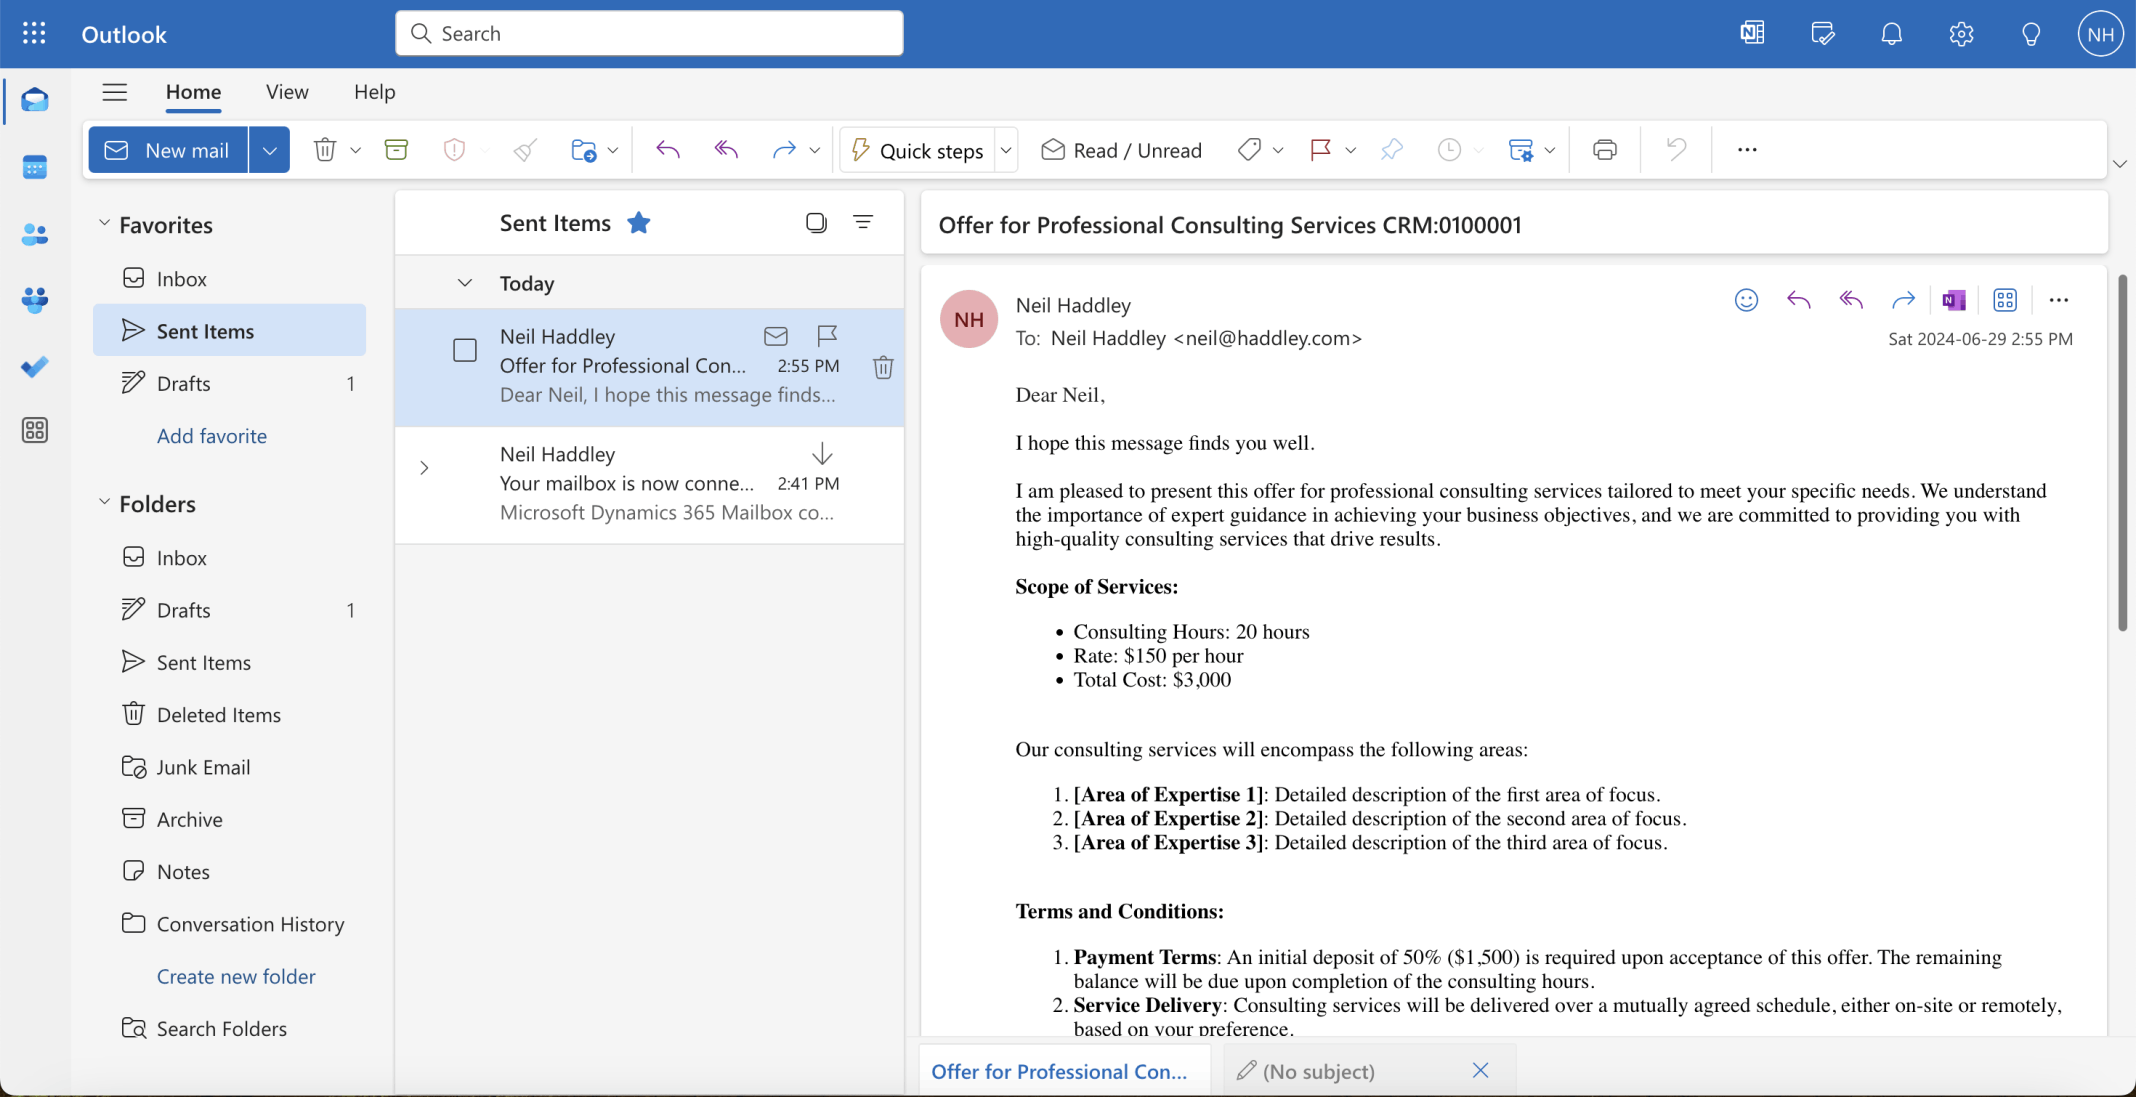 Outlook
Search
NH
Home
View
Help
New mail
Quick steps
Read / Unread
Favorites
Inbox
Sent Items
Drafts 1
Add favorite
Folders
Inbox
Drafts 1
Sent Items
Deleted Items
Junk Email
Archive
Notes
Conversation History
Create new folder
Search Folders
Sent Items
Today
Neil Haddley
Offer for Professional Con... 2:55 PM
Dear Neil, I hope this message finds...
Neil Haddley
Your mailbox is now conne... 2:41 PM
Microsoft Dynamics 365 Mailbox co...
Offer for Professional Consulting Services CRM:0100001
NH
Neil Haddley
To: Neil Haddley <neil@haddley.com>
Sat 2024-06-29 2:55 PM
Dear Neil,
I hope this message finds you well.
I am pleased to present this offer for professional consulting services tailored to meet your specific needs. We understand
the importance of expert guidance in achieving your business objectives, and we are committed to providing you with
high-quality consulting services that drive results.
Scope of Services:
• Consulting Hours: 20 hours
• Rate: $150 per hour
• Total Cost: $3,000
Our consulting services will encompass the following areas:
1. [Area of Expertise 1]: Detailed description of the first area of focus.
2. [Area of Expertise 2]: Detailed description of the second area of focus.
3. [Area of Expertise 3]: Detailed description of the third area of focus.
Terms and Conditions:
1. Payment Terms: An initial deposit of 50% ($1,500) is required upon acceptance of this offer. The remaining
balance will be due upon completion of the consulting hours.
2. Service Delivery: Consulting services will be delivered over a mutually agreed schedule, either on-site or remotely,
based on your preference.
Offer for Professional Con...
(No subject)